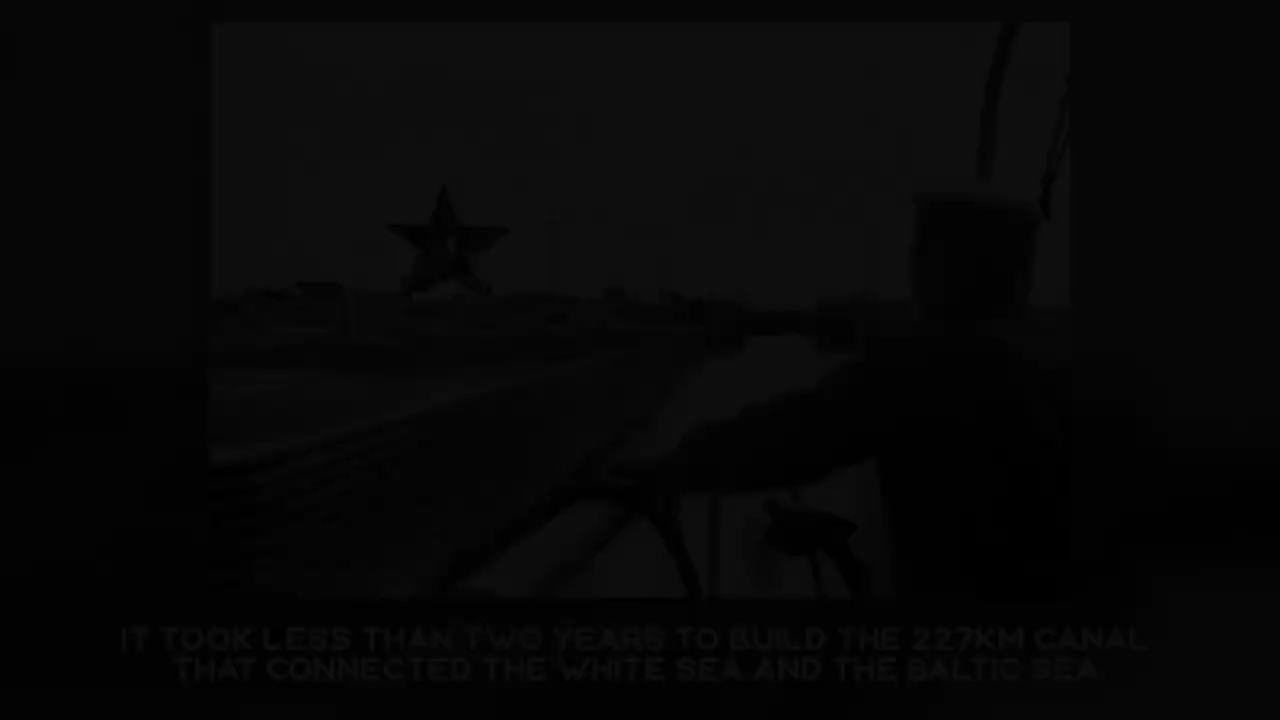 IT TOOK LESS THAN TWO YEARS TO BUILD THE 227KM CANAL
THAT CONNECTED THE WHITE SEA AND THE BALTIC SEA